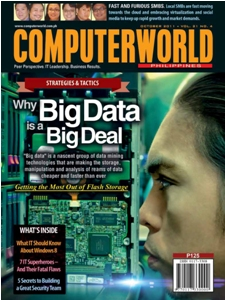 FAST AND FURIOUS SMBS. Local SMBs are fast moving
towards the cloud and embracing virtualization and social
media to keep up rapid growth and market demands.
www.computerworld.com.ph
OCTOBER 2011 • VOL. 21 NO. 4
COMPUTERWORLD
PHILIPPINES
Peer Perspective. IT Leadership. Business Results.
STRATEGIES & TACTICS
Why Big Data
is a Big Deal
"Big data" is a nascent group of data mining
technologies that are making the storage,
manipulation and analysis of reams of data
cheaper and faster than ever
Getting the Most Out of Flash Storage
WHAT'S INSIDE
What IT Should Know
About Windows 8
7 IT Superheroes –
And Their Fatal Flaws
5 Secrets to Building
a Great Security Team
P125